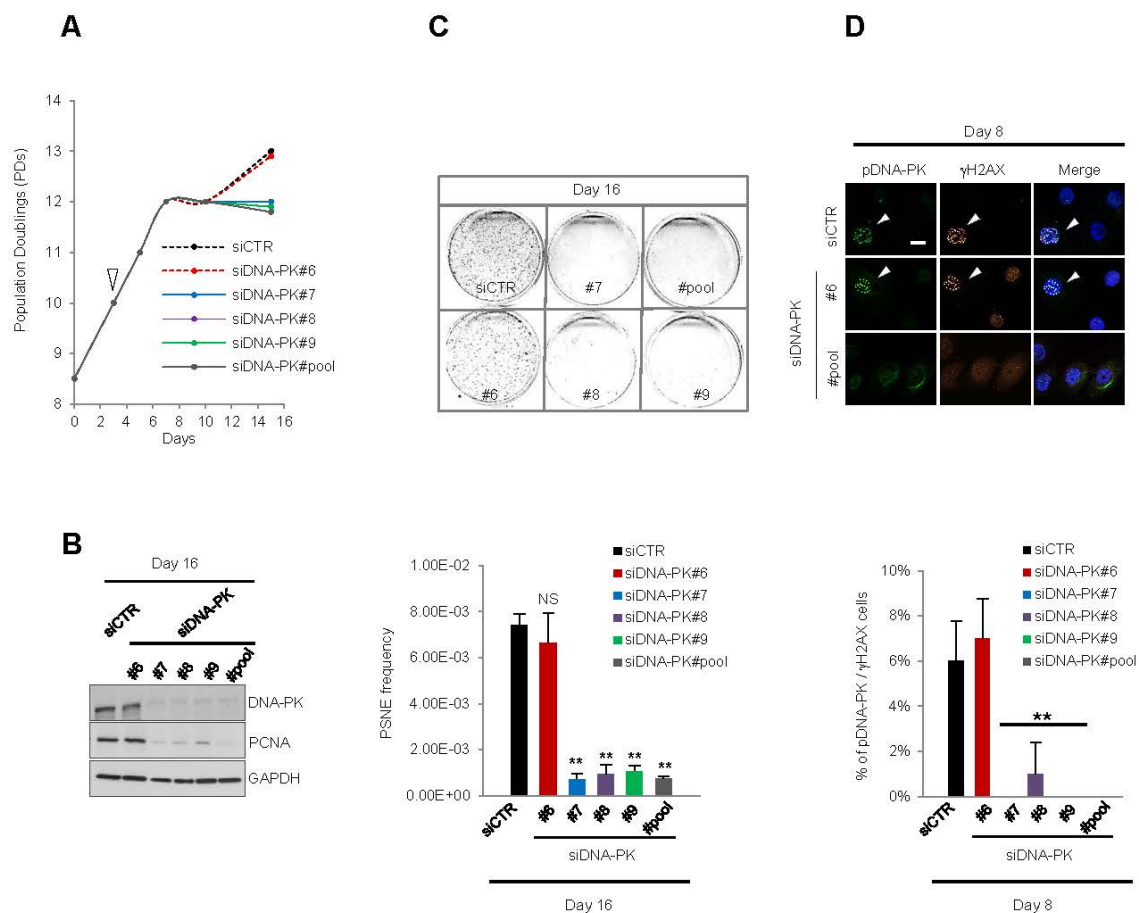 A
Population Doublings (PDs)
14
13
12
11
10
9
8
0 2 4 6 8 10 12 14 16
Days
siCTR
siDNA-PK#6
siDNA-PK#7
siDNA-PK#8
siDNA-PK#9
siDNA-PK#pool
C
Day 16
siCTR #7 #pool
#6 #8 #9
D
Day 8
pDNA-PK γH2AX Merge
siCTR
siDNA-PK
#6
#pool
B
Day 16
siCTR siDNA-PK
#6 #7 #8 #9 #pool
DNA-PK
PCNA
GAPDH
PSNE frequency
1.00E-02
8.00E-03
6.00E-03
4.00E-03
2.00E-03
0.00E+00
NS
** ** ** **
siCTR
siDNA-PK#6
siDNA-PK#7
siDNA-PK#8
siDNA-PK#9
siDNA-PK#pool
siCTR #6 #7 #8 #9 #pool
siDNA-PK
Day 16
% of pDNA-PK / γH2AX cells
10%
8%
6%
4%
2%
0%
**
siCTR
siDNA-PK#6
siDNA-PK#7
siDNA-PK#8
siDNA-PK#9
siDNA-PK#pool
siCTR #6 #7 #8 #9 #pool
siDNA-PK
Day 8